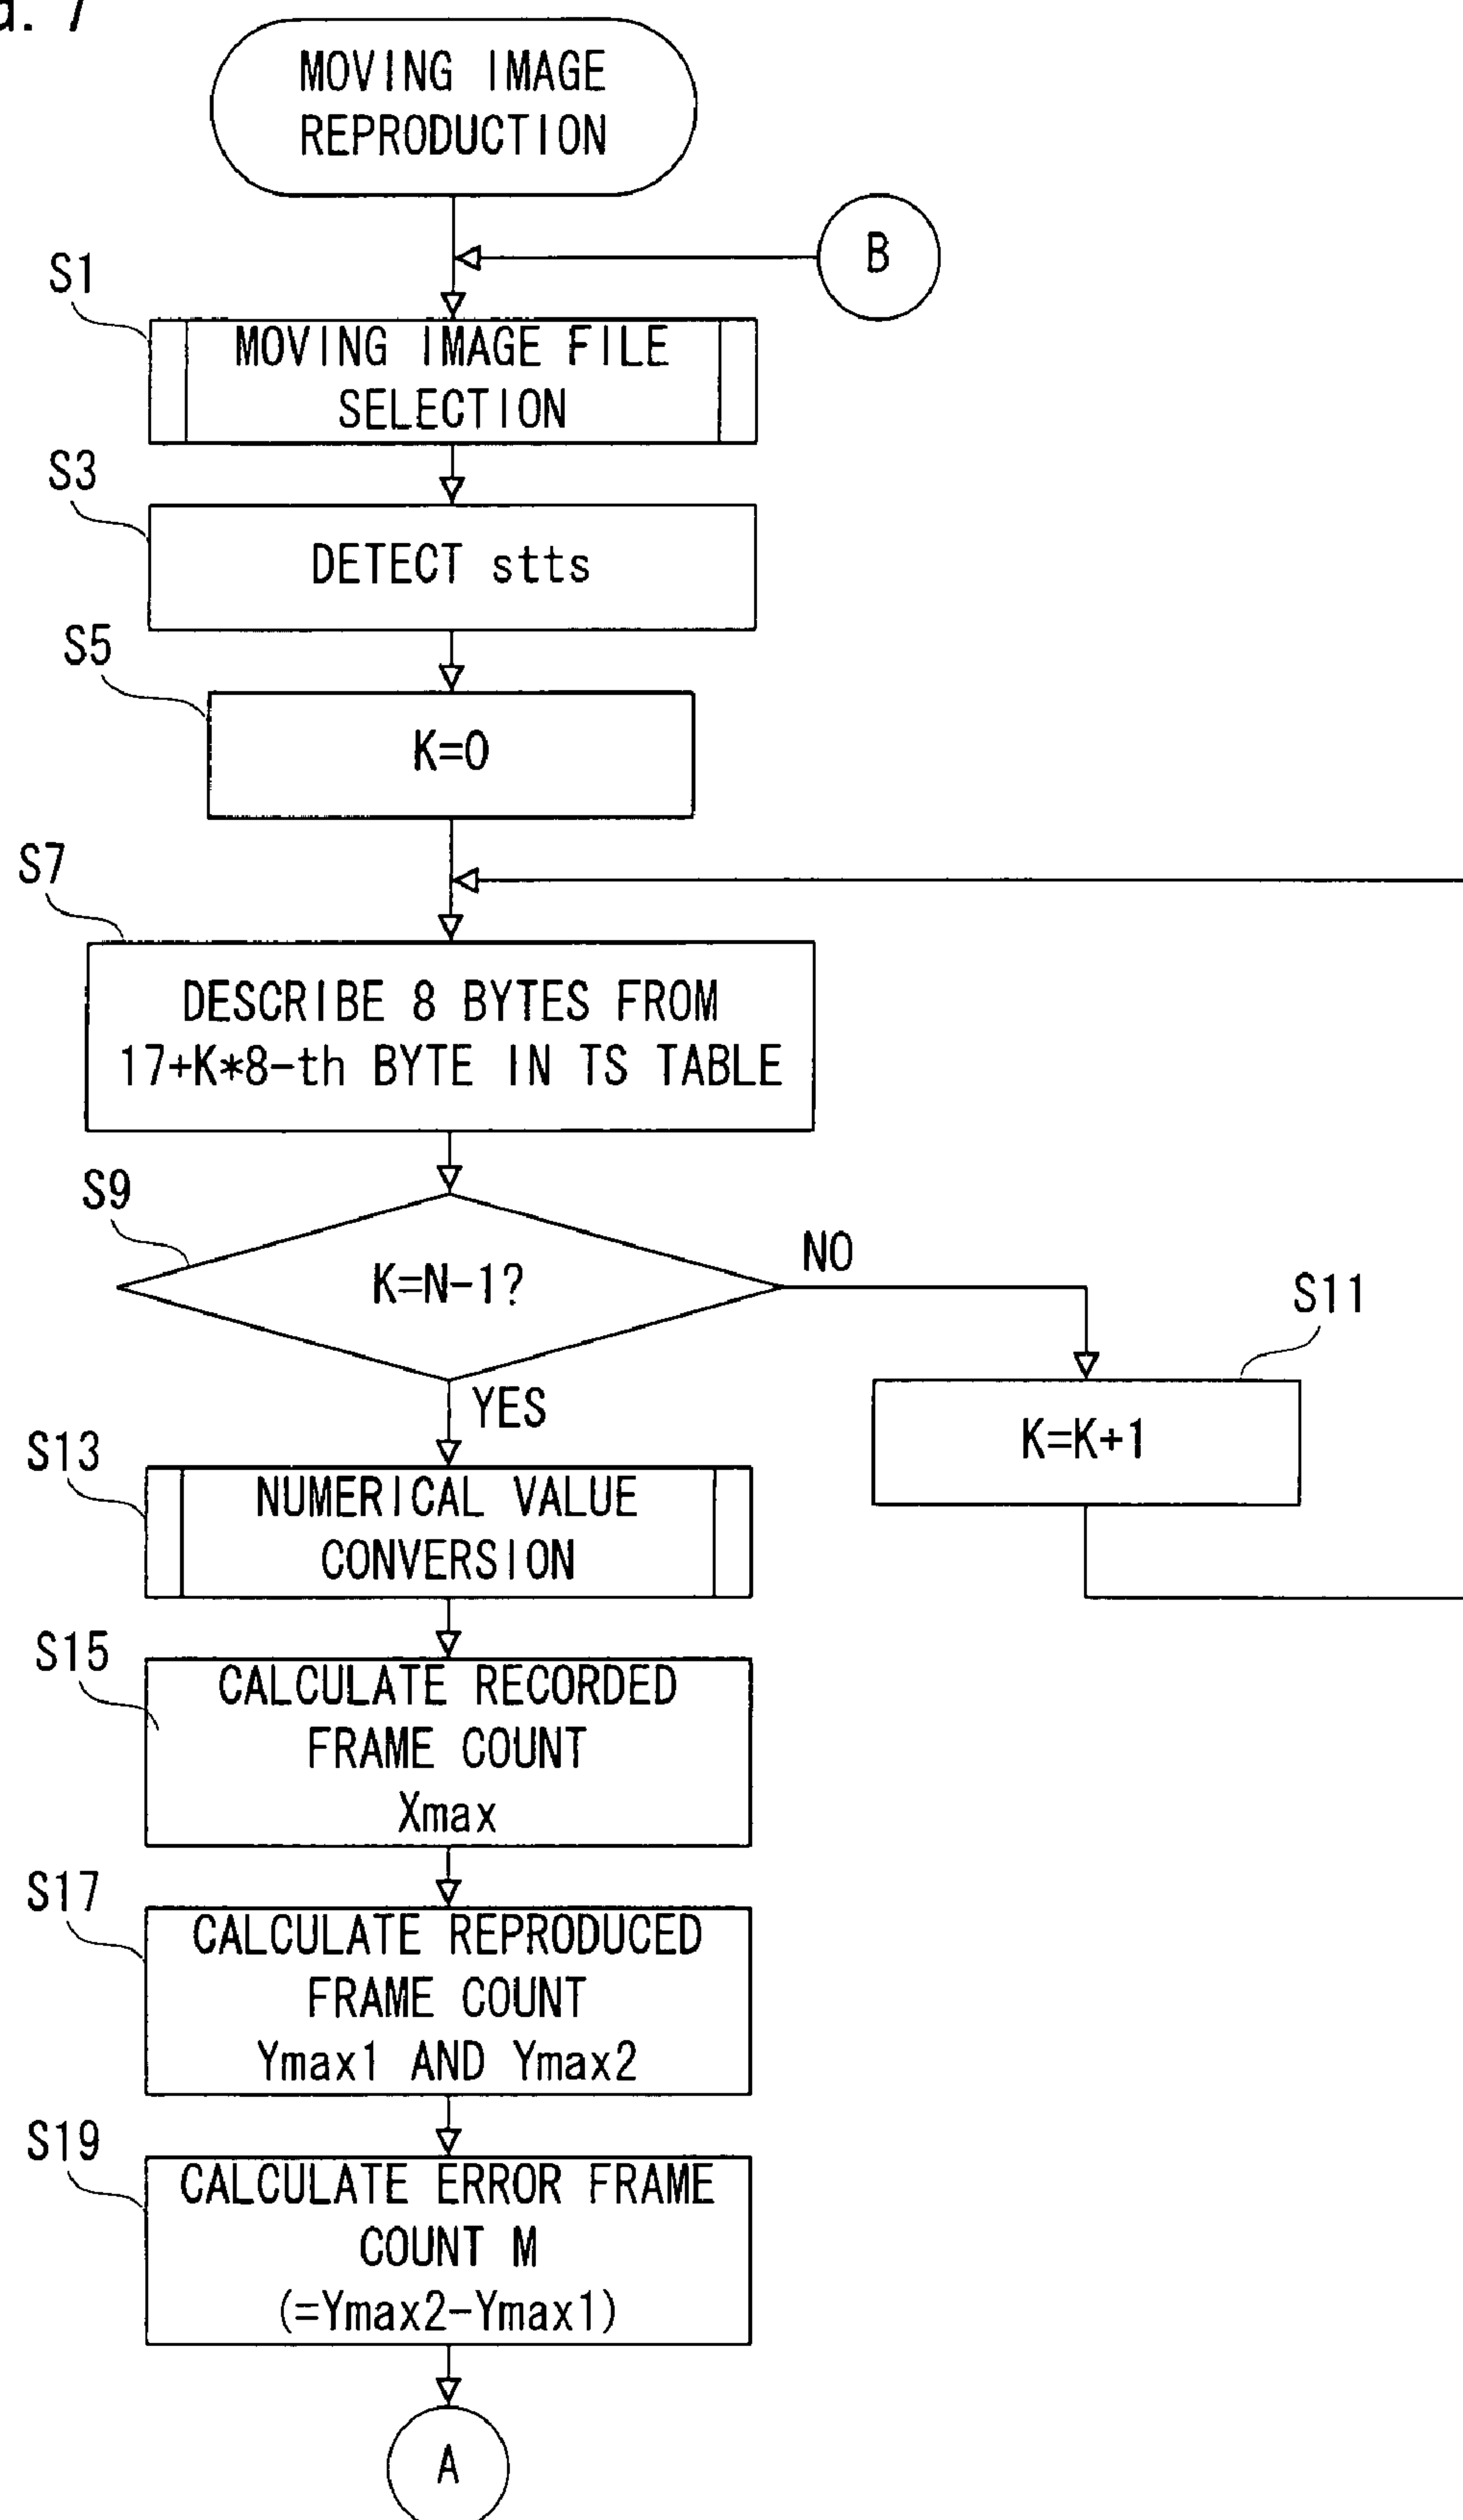 7
MOVING IMAGE
REPRODUCTION
B
S1
MOVING IMAGE FILE
SELECTION
S3
DETECT stts
S5
K=0
S7
DESCRIBE 8 BYTES FROM
17+K*8-th BYTE IN TS TABLE
S9
K=N-1?
NO
S11
YES
K=K+1
S13
NUMERICAL VALUE
CONVERSION
S15
CALCULATE RECORDED
FRAME COUNT
Xmax
S17
CALCULATE REPRODUCED
FRAME COUNT
Ymax1 AND Ymax2
S19
CALCULATE ERROR FRAME
COUNT M
(=Ymax2-Ymax1)
A